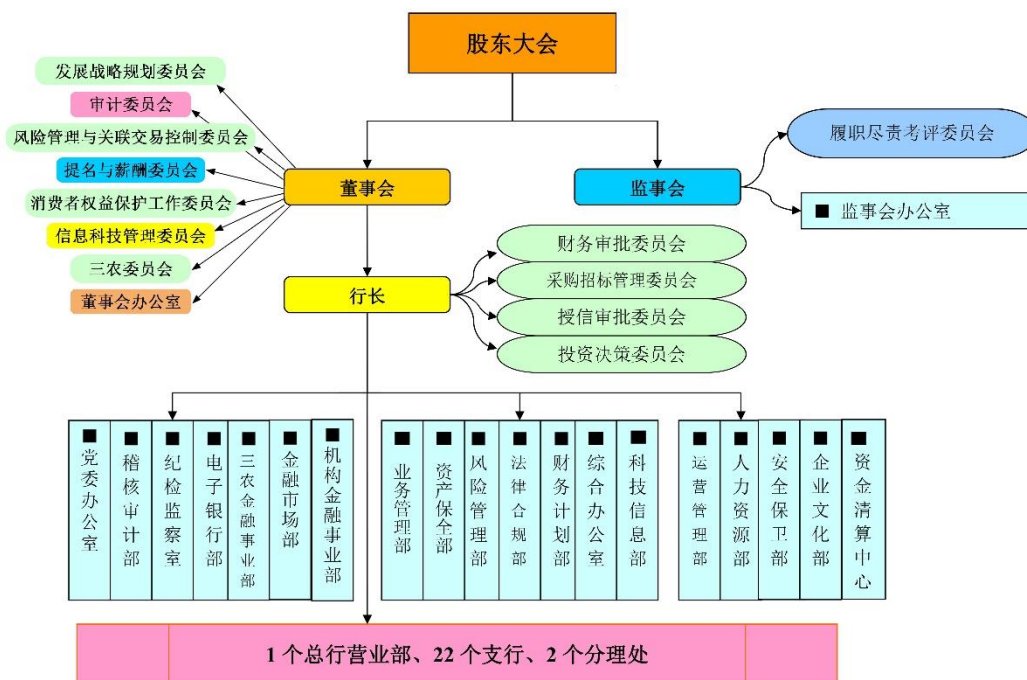 股东大会
发展战略规划委员会
审计委员会
风险管理与关联交易控制委员会
提名与薪酬委员会
消费者权益保护工作委员会
信息科技管理委员会
三农委员会
董事会办公室
董事会
监事会
履职尽责考评委员会
■ 监事会办公室
行长
财务审批委员会
采购招标管理委员会
授信审批委员会
投资决策委员会
■党委办公室
■稽核审计部
■纪检监察室
■电子银行部
■三农金融事业部
■金融市场部
■机构金融事业部
■业务管理部
■资产保全部
■风险管理部
■法律合规部
■财务计划部
■综合办公室
■科技信息部
■运营管理部
■人力资源部
■安全保卫部
■企业文化部
■资金清算中心
1 个总行营业部、22 个支行、2 个分理处